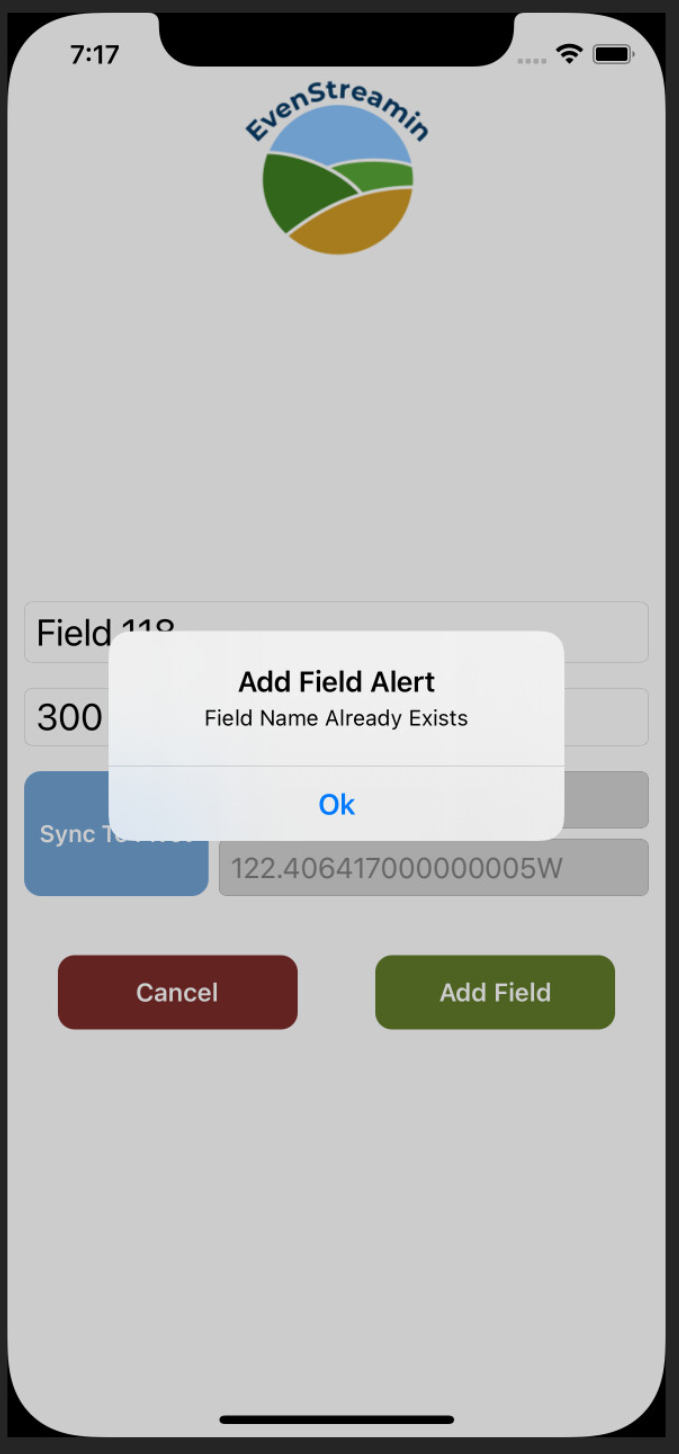 7:17
EvenStreamin
Field 118
Add Field Alert
Field Name Already Exists
300
Ok
Sync To
122.406417000000005W
Cancel
Add Field